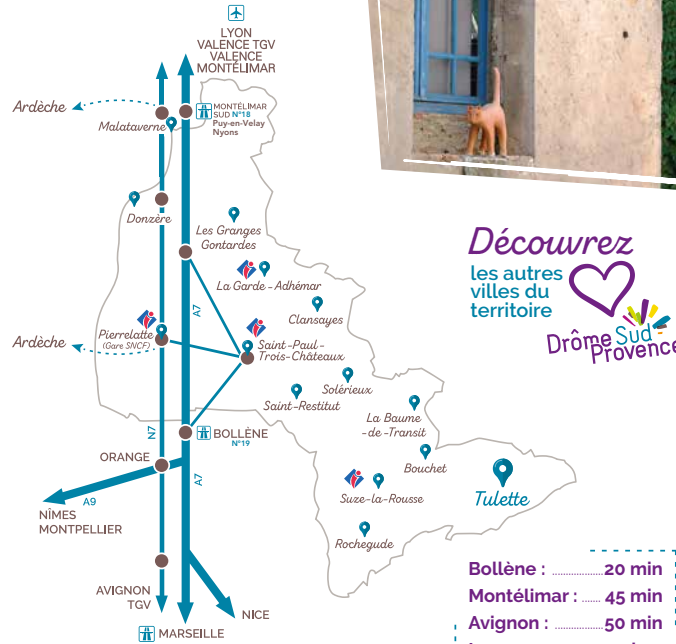 LYON
VALENCE TGV
VALENCE
MONTÉLIMAR
Ardèche
MONTÉLIMAR
SUD N°18
Puy-en-Velay
Nyons
Malataverne
Donzère
Les Granges
Gontardes
La Garde-Adhémar
A7
Clansayes
Pierrelatte
(Gare SNCF)
Ardèche
Saint-Paul-
Trois-Châteaux
Solérieux
Saint-Restitut
La Baume
-de-Transit
N7
BOLLÈNE
N°19
ORANGE
A7
Bouchet
Suze-la-Rousse
Tulette
A9
NÎMES
MONTPELLIER
Rochegude
AVIGNON
TGV
NICE
MARSEILLE
Découvrez
les autres
villes du
territoire
Drôme Sud
Provence
Bollène : .................. 20 min
Montélimar : ...... 45 min
Avignon : ................ 50 min